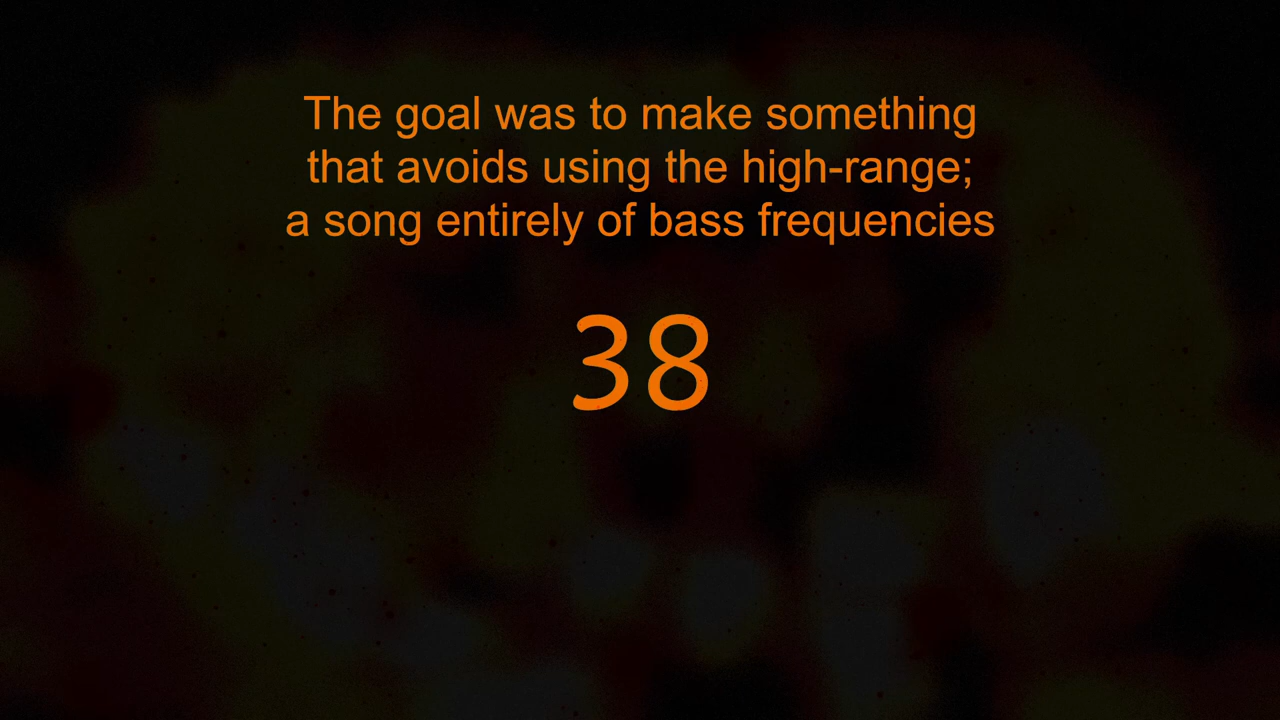 The goal was to make something
that avoids using the high-range;
a song entirely of bass frequencies
38